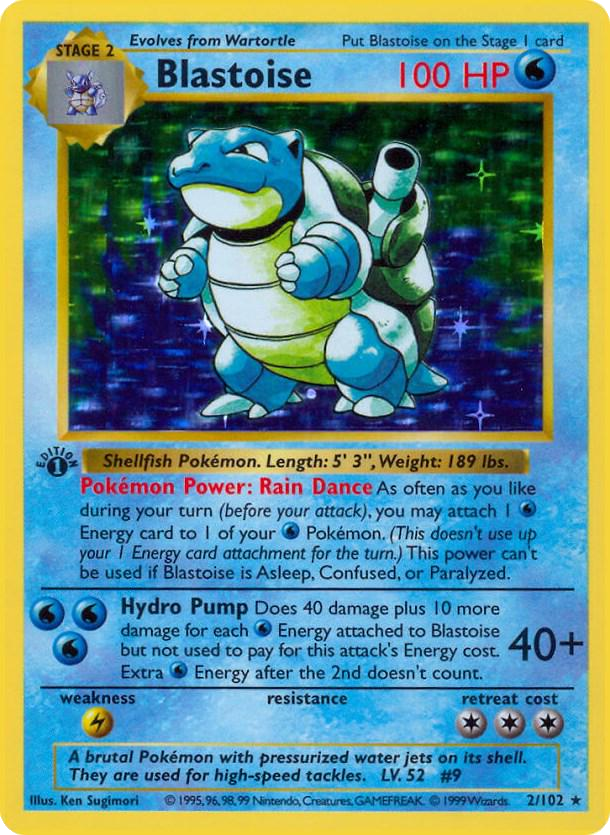 STAGE 2
Evolves from Wartortle
Put Blastoise on the Stage 1 card
Blastoise
100 HP
EDITION
1
Shellfish Pokémon. Length: 5' 3", Weight: 189 lbs.
Pokémon Power: Rain Dance As often as you like
during your turn (before your attack), you may attach 1
Energy card to 1 of your Pokémon. (This doesn't use up
your 1 Energy card attachment for the turn.) This power can't
be used if Blastoise is Asleep, Confused, or Paralyzed.
Hydro Pump Does 40 damage plus 10 more
damage for each Energy attached to Blastoise
but not used to pay for this attack's Energy cost.
Extra Energy after the 2nd doesn't count.
40+
weakness
resistance
retreat cost
A brutal Pokémon with pressurized water jets on its shell.
They are used for high-speed tackles. LV. 52 #9
Illus. Ken Sugimori
© 1995, 96, 98, 99 Nintendo, Creatures, GAMEFREAK. © 1999 Wizards.
2/102 ★